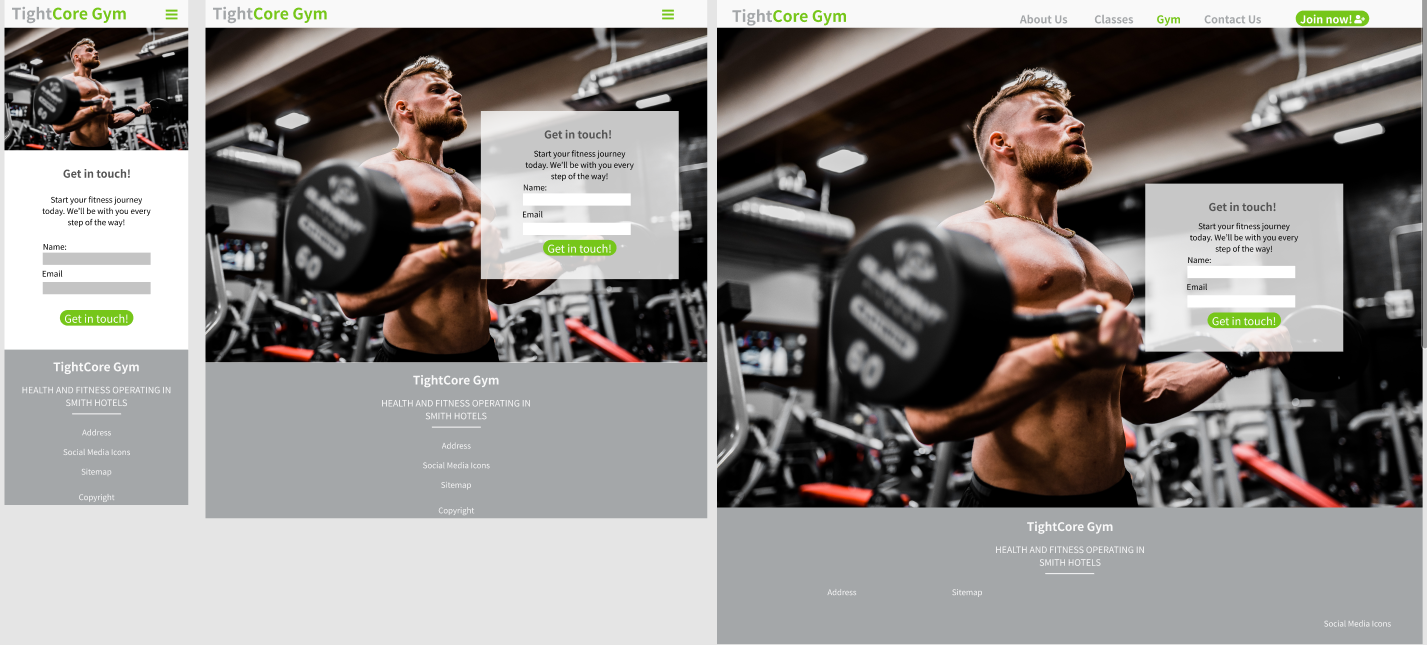 TightCore Gym
Get in touch!
Start your fitness journey
today. We'll be with you every
step of the way!
Name:
Email
Get in touch!
TightCore Gym
HEALTH AND FITNESS OPERATING IN
SMITH HOTELS
Address
Social Media Icons
Sitemap
Copyright
TightCore Gym
60
Get in touch!
Start your fitness journey
today. We'll be with you every
step of the way!
Name:
Email
Get in touch!
TightCore Gym
HEALTH AND FITNESS OPERATING IN
SMITH HOTELS
Address
Social Media Icons
Sitemap
Copyright
TightCore Gym
About Us Classes Gym Contact Us Join now!
60
Get in touch!
Start your fitness journey
today. We'll be with you every
step of the way!
Name:
Email
Get in touch!
TightCore Gym
HEALTH AND FITNESS OPERATING IN
SMITH HOTELS
Address Sitemap
Social Media Icons